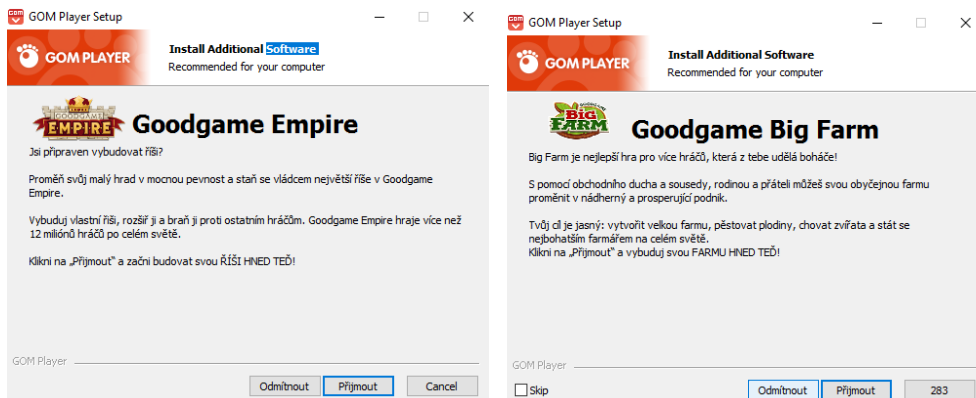 GOM Player Setup
GOM PLAYER
Install Additional Software
Recommended for your computer
GOODGAME
EMPIRE
Goodgame Empire
Jsi připraven vybudovat říši?
Proměň svůj malý hrad v mocnou pevnost a staň se vládcem největší říše v Goodgame
Empire.
Vybuduj vlastní říši, rozšiř ji a braň ji proti ostatním hráčům. Goodgame Empire hraje více než
12 miliónů hráčů po celém světě.
Klikni na „Přijmout“ a začni budovat svou ŘÍŠI HNED TEĎ!
GOM Player
Odmítnout
Přijmout
Cancel
GOM Player Setup
GOM PLAYER
Install Additional Software
Recommended for your computer
BIG
FARM
Goodgame Big Farm
Big Farm je nejlepší hra pro více hráčů, která z tebe udělá boháče!
S pomocí obchodního ducha a sousedy, rodinou a přáteli můžeš svou obyčejnou farmu
proměnit v nádherný a prosperující podnik.
Tvůj cíl je jasný: vytvořit velkou farmu, pěstovat plodiny, chovat zvířata a stát se
nejbohatším farmářem na celém světě.
Klikni na „Přijmout“ a vybuduj svou FARMU HNED TEĎ!
GOM Player
Skip
Odmítnout
Přijmout
283